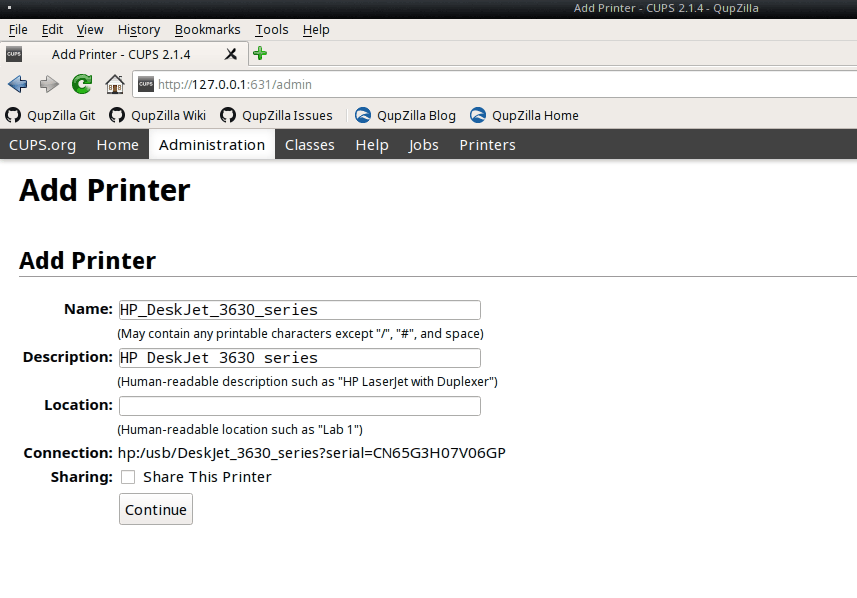 Add Printer - CUPS 2.1.4 - QupZilla
File Edit View History Bookmarks Tools Help
CUPS Add Printer - CUPS 2.1.4
CUPS http://127.0.0.1:631/admin
QupZilla Git QupZilla Wiki QupZilla Issues QupZilla Blog QupZilla Home
CUPS.org Home Administration Classes Help Jobs Printers
Add Printer
Add Printer
Name: HP_DeskJet_3630_series
(May contain any printable characters except "/", "#", and space)
Description: HP DeskJet 3630 series
(Human-readable description such as "HP LaserJet with Duplexer")
Location:
(Human-readable location such as "Lab 1")
Connection: hp:/usb/DeskJet_3630_series?serial=CN65G3H07V06GP
Sharing: Share This Printer
Continue